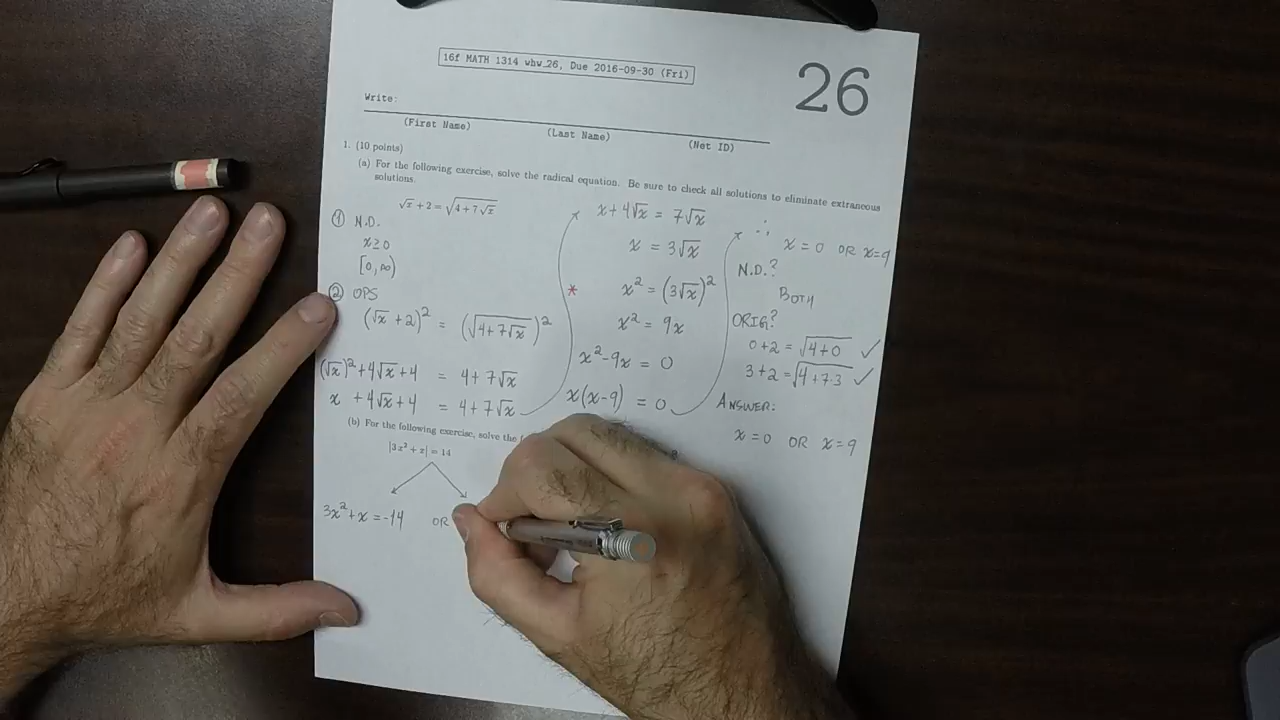 16f MATH 1314 whw_26, Due 2016-09-30 (Fri)
26
Write:
(First Name) (Last Name) (Net ID)
1. (10 points)
(a) For the following exercise, solve the radical equation. Be sure to check all solutions to eliminate extraneous
solutions.
√x + 2 = √(4 + 7√x)
① N.D.
x ≥ 0
[0, ∞)
② OPS
(√x + 2)² = (√(4+7√x))²
(√x)² + 4√x + 4 = 4 + 7√x
x + 4√x + 4 = 4 + 7√x
x + 4√x = 7√x
x = 3√x
* x² = (3√x)²
x² = 9x
x² - 9x = 0
x(x-9) = 0
∴
x = 0 OR x = 9
N.D.?
BOTH
ORIG?
0+2 = √(4+0) ✓
3+2 = √(4+7·3) ✓
ANSWER:
x = 0 OR x = 9
(b) For the following exercise, solve the
|3x² + x| = 14
3x² + x = -14 OR